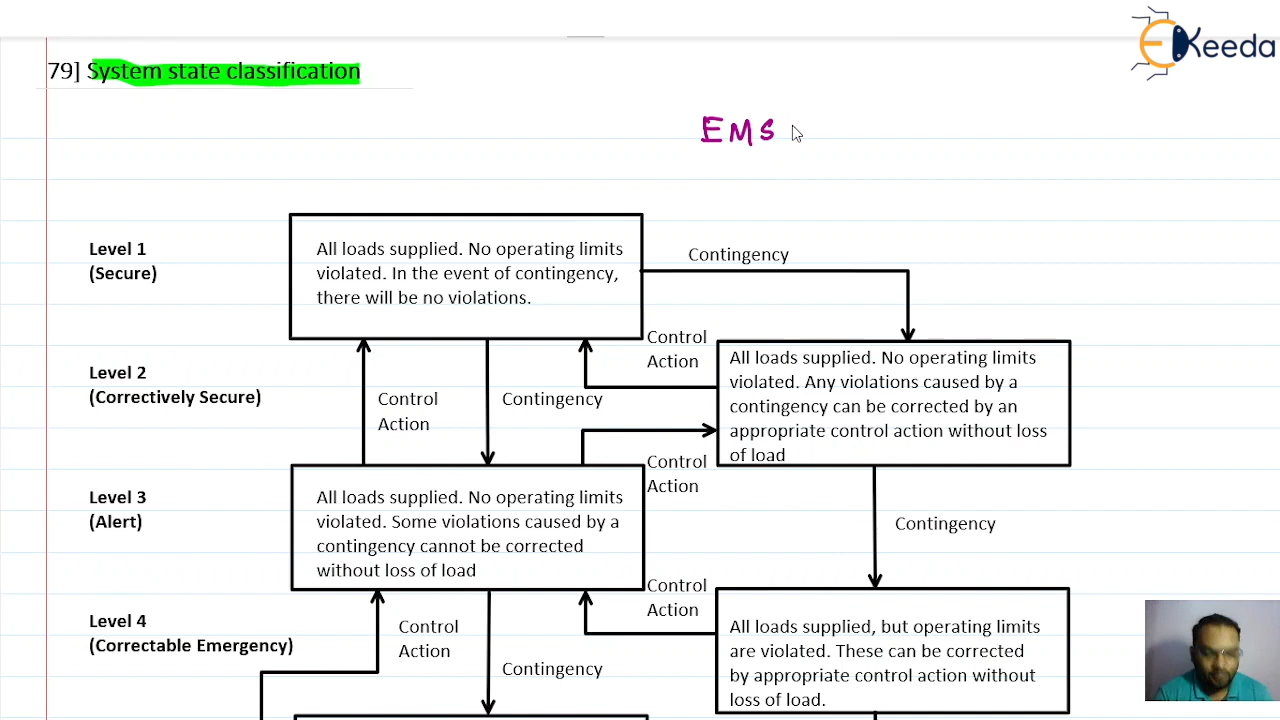 EKeeda
79] System state classification
EMS
Level 1
(Secure)
All loads supplied. No operating limits
violated. In the event of contingency,
there will be no violations.
Contingency
Control
Action
Level 2
(Correctively Secure)
All loads supplied. No operating limits
violated. Any violations caused by a
contingency can be corrected by an
appropriate control action without loss
of load
Control
Action
Contingency
Control
Action
Level 3
(Alert)
All loads supplied. No operating limits
violated. Some violations caused by a
contingency cannot be corrected
without loss of load
Contingency
Control
Action
Level 4
(Correctable Emergency)
Control
Action
Contingency
All loads supplied, but operating limits
are violated. These can be corrected
by appropriate control action without
loss of load.